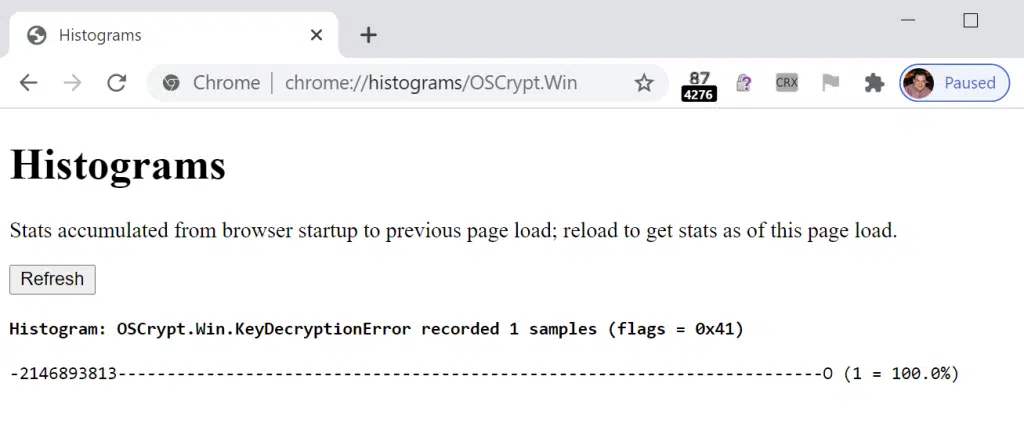 Histograms
Chrome | chrome://histograms/OSCrypt.Win
87
4276
CRX
Paused
Histograms
Stats accumulated from browser startup to previous page load; reload to get stats as of this page load.
Refresh
Histogram: OSCrypt.Win.KeyDecryptionError recorded 1 samples (flags = 0x41)
-2146893813------------------------------------------------------------------------O (1 = 100.0%)